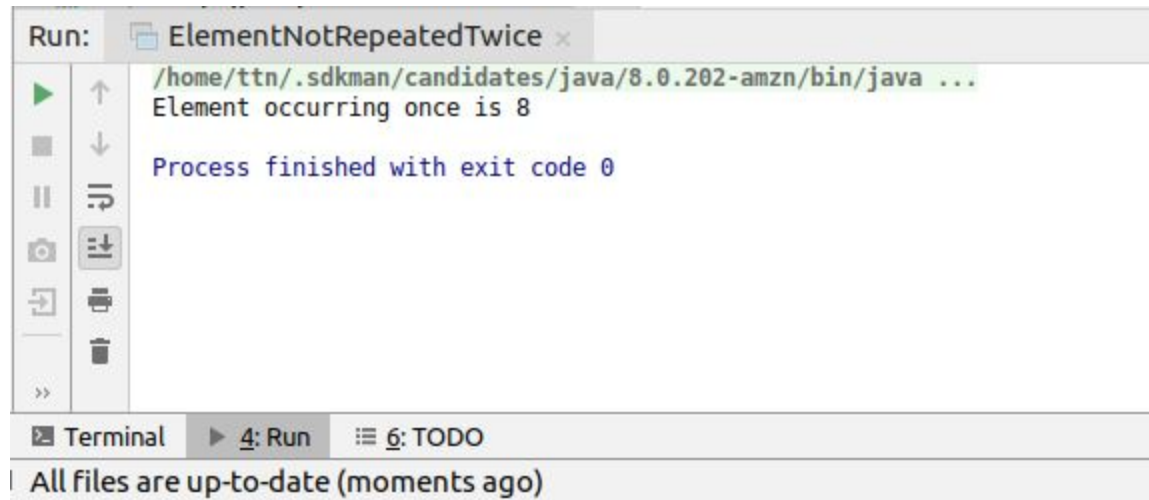 Run: ElementNotRepeatedTwice ×
/home/ttn/.sdkman/candidates/java/8.0.202-amzn/bin/java ...
Element occurring once is 8
Process finished with exit code 0
»
Terminal 4: Run 6: TODO
All files are up-to-date (moments ago)